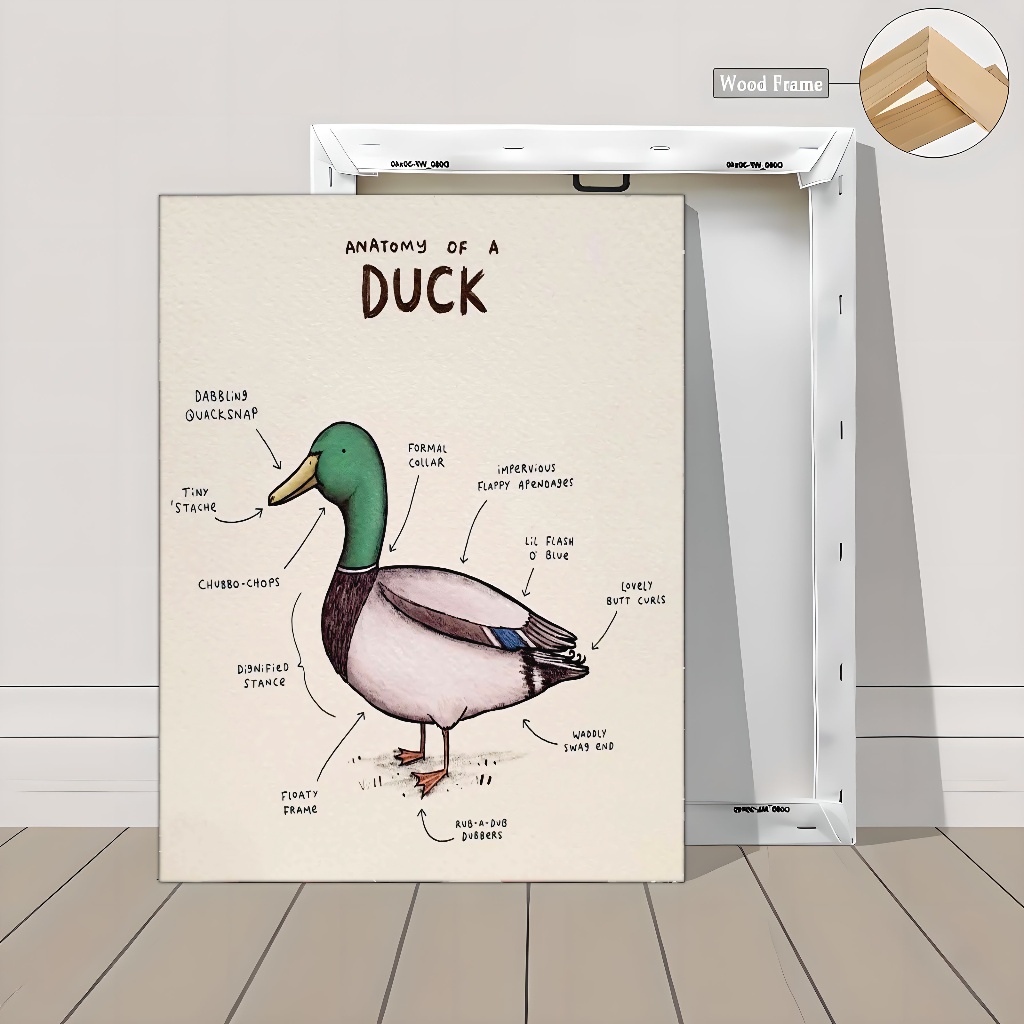 Wood Frame
ANATOMY OF A
DUCK
DABBLING
QUACKSNAP
FORMAL
COLLAR
IMPERVIOUS
FLAPPY APENDAGES
TINY
'STACHE
LIL FLASH
O' BLUE
CHUBBO-CHOPS
LOVELY
BUTT CURLS
DIGNIFIED
STANCE
WADDLY
SWAG END
FLOATY
FRAME
RUB-A-DUB
DUBBERS